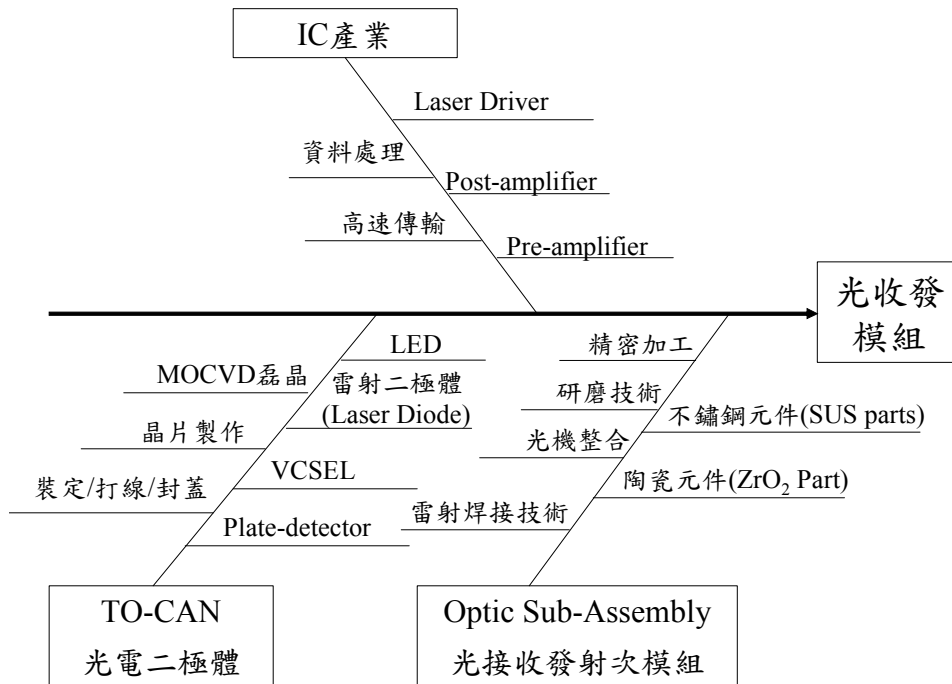 IC產業
Laser Driver
資料處理
Post-amplifier
高速傳輸
Pre-amplifier
光收發
模組
LED
MOCVD磊晶
雷射二極體
(Laser Diode)
晶片製作
VCSEL
裝定/打線/封蓋
Plate-detector
精密加工
研磨技術
不鏽鋼元件(SUS parts)
光機整合
陶瓷元件(ZrO₂ Part)
雷射焊接技術
TO-CAN
光電二極體
Optic Sub-Assembly
光接收發射次模組